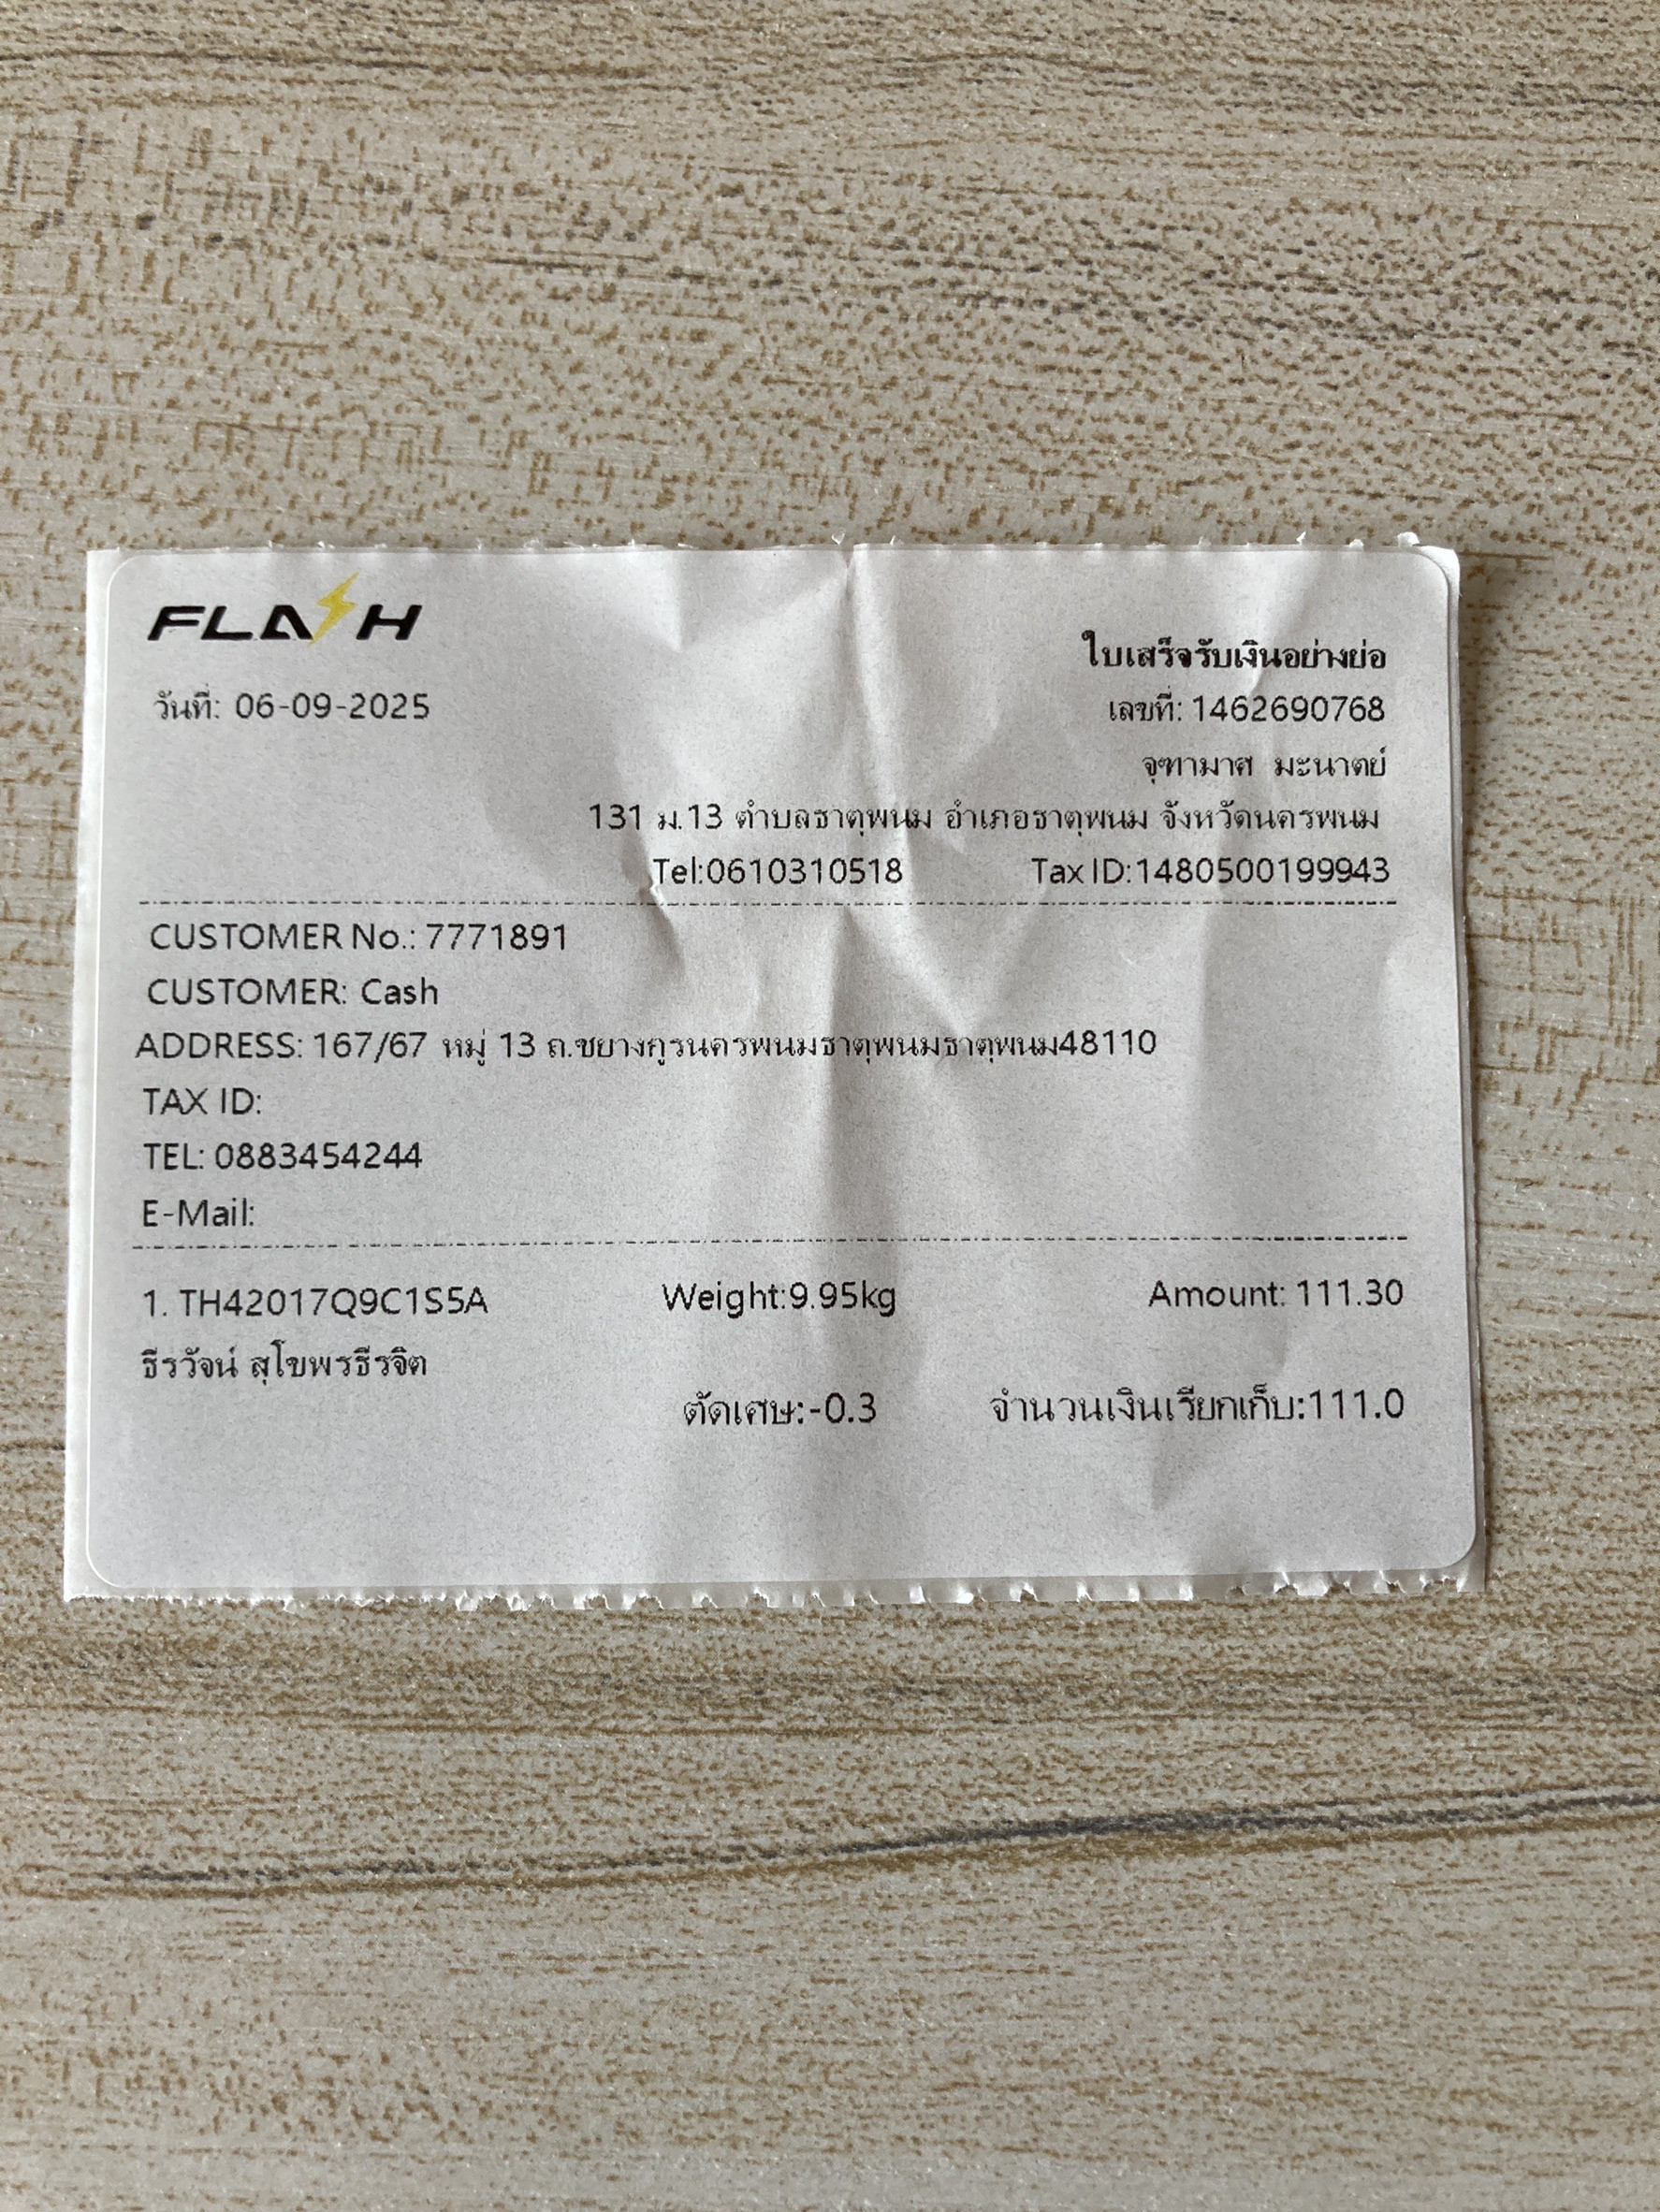 FLASH
ใบเสร็จรับเงินอย่างย่อ
วันที่: 06-09-2025
เลขที่: 1462690768
จุฑามาศ มะนาตย์
131 ม.13 ตำบลธาตุพนม อำเภอธาตุพนม จังหวัดนครพนม
Tel:0610310518 Tax ID:1480500199943
CUSTOMER No.: 7771891
CUSTOMER: Cash
ADDRESS: 167/67 หมู่ 13 ถ.ชยางกูรนครพนมธาตุพนมธาตุพนม48110
TAX ID:
TEL: 0883454244
E-Mail:
1. TH42017Q9C1S5A Weight:9.95kg Amount: 111.30
ธีรวัจน์ สุโขพรธีรจิต
ตัดเศษ:-0.3 จำนวนเงินเรียกเก็บ:111.0